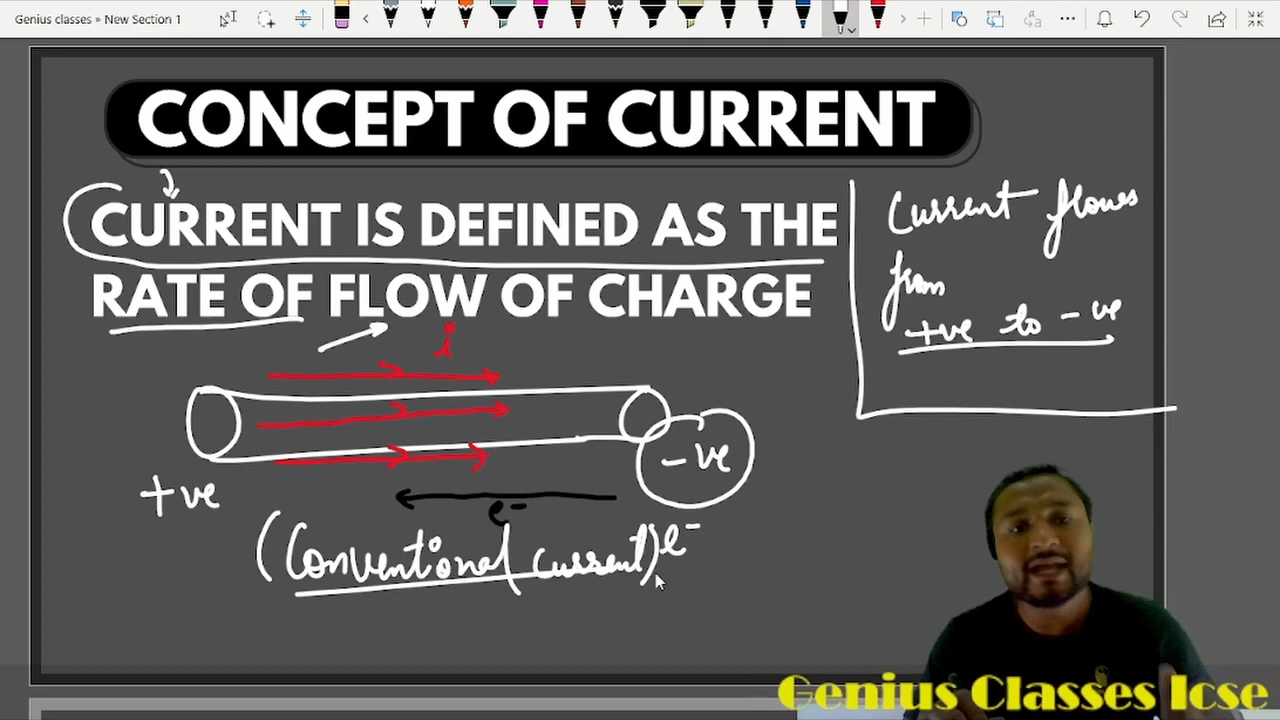 Genius classes » New Section 1
CONCEPT OF CURRENT
CURRENT IS DEFINED AS THE
RATE OF FLOW OF CHARGE
Current flows
from
+ve to -ve
i
+ve
-ve
e-
(Conventional current) e-
Genius Classes Icse